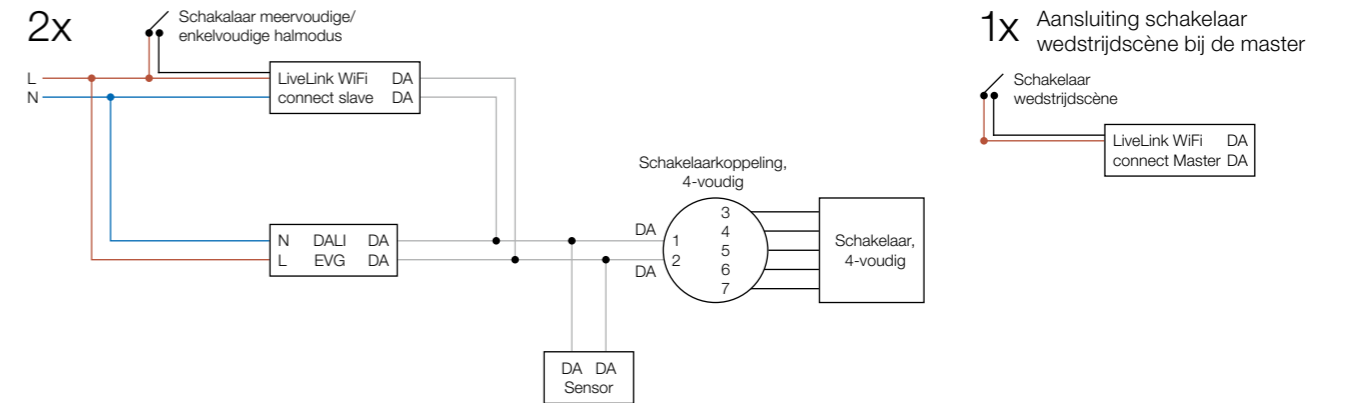 2x
Schakalaar meervoudige/
enkelvoudige halmodus
L
N
LiveLink WiFi DA
connect slave DA
N DALI DA
L EVG DA
Schakelaarkoppeling,
4-voudig
DA
DA
1
2
3
4
5
6
7
Schakelaar,
4-voudig
DA DA
Sensor
1x
Aansluiting schakelaar
wedstrijdscène bij de master
Schakelaar
wedstrijdscène
LiveLink WiFi DA
connect Master DA